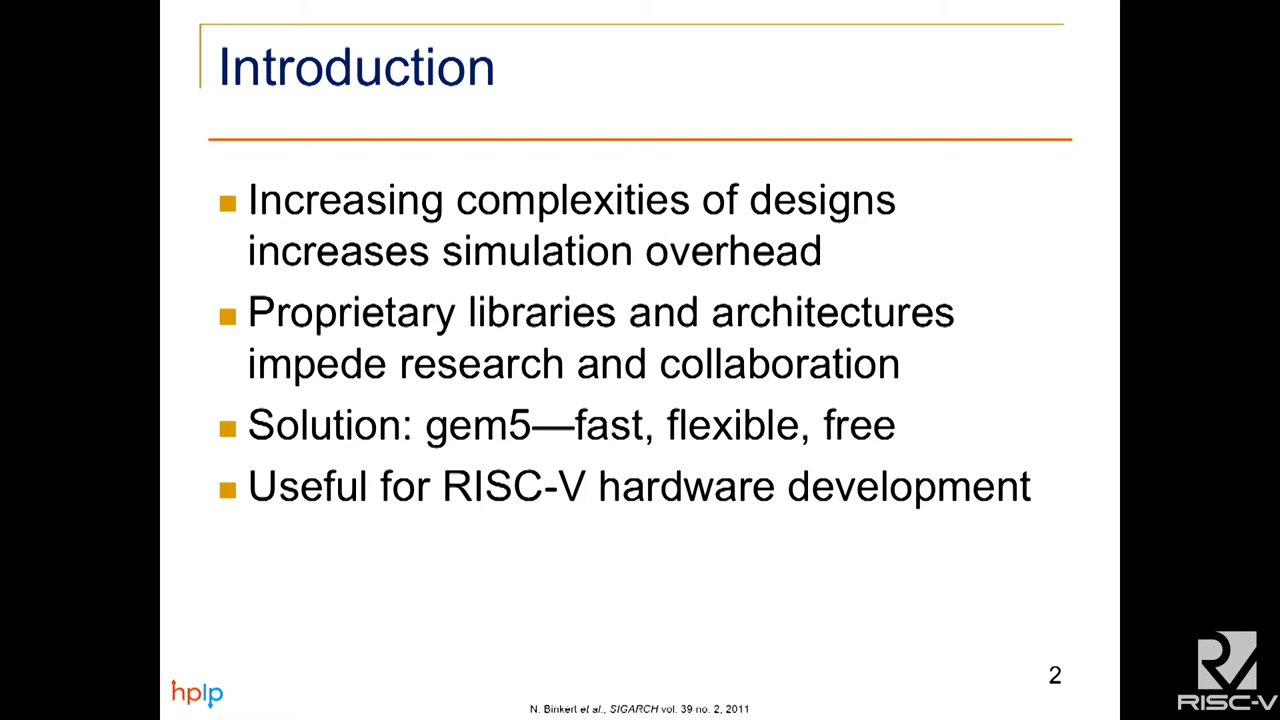 Introduction
Increasing complexities of designs
increases simulation overhead
Proprietary libraries and architectures
impede research and collaboration
Solution: gem5—fast, flexible, free
Useful for RISC-V hardware development
2
hplp
N. Binkert et al., SIGARCH vol. 39 no. 2, 2011
RISC-V